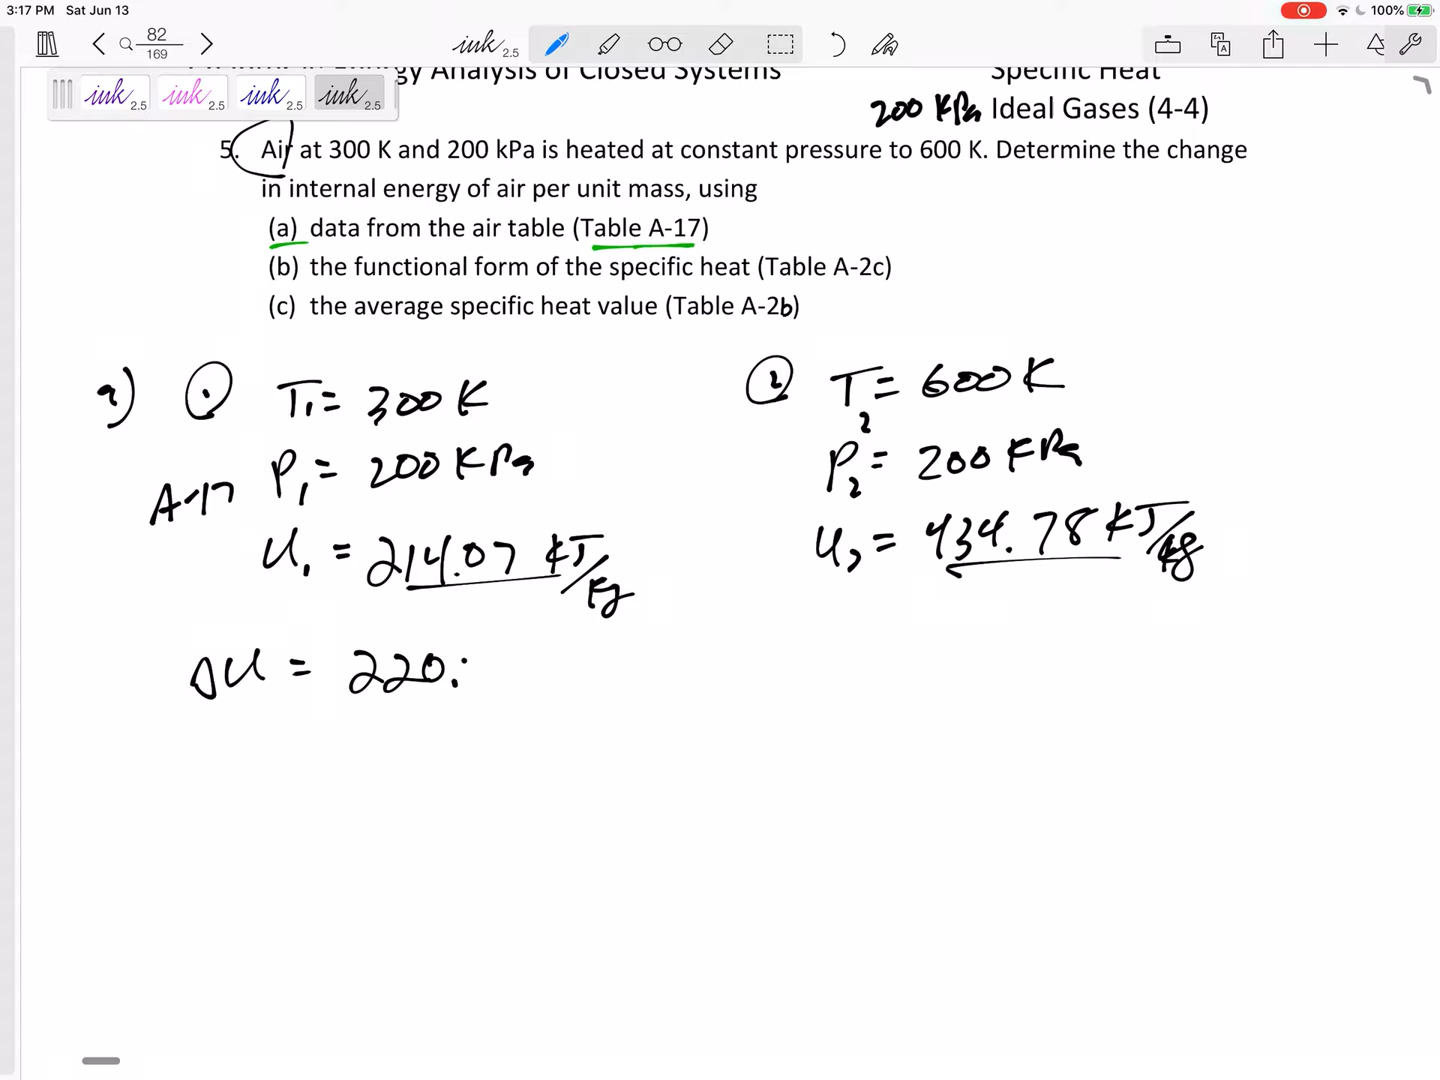 3:17 PM Sat Jun 13
100%
82
169
ink 2.5
ink 2.5 ink 2.5 ink 2.5 ink 2.5
Energy Analysis of Closed Systems
Specific Heat
200 KPa Ideal Gases (4-4)
5. Air at 300 K and 200 kPa is heated at constant pressure to 600 K. Determine the change
in internal energy of air per unit mass, using
(a) data from the air table (Table A-17)
(b) the functional form of the specific heat (Table A-2c)
(c) the average specific heat value (Table A-2b)
a) 1 T1 = 300 K
P1 = 200 KPa
A-17
U1 = 214.07 KJ/Kg
2 T2 = 600 K
P2 = 200 KPa
U2 = 434.78 KJ/Kg
ΔU = 220.